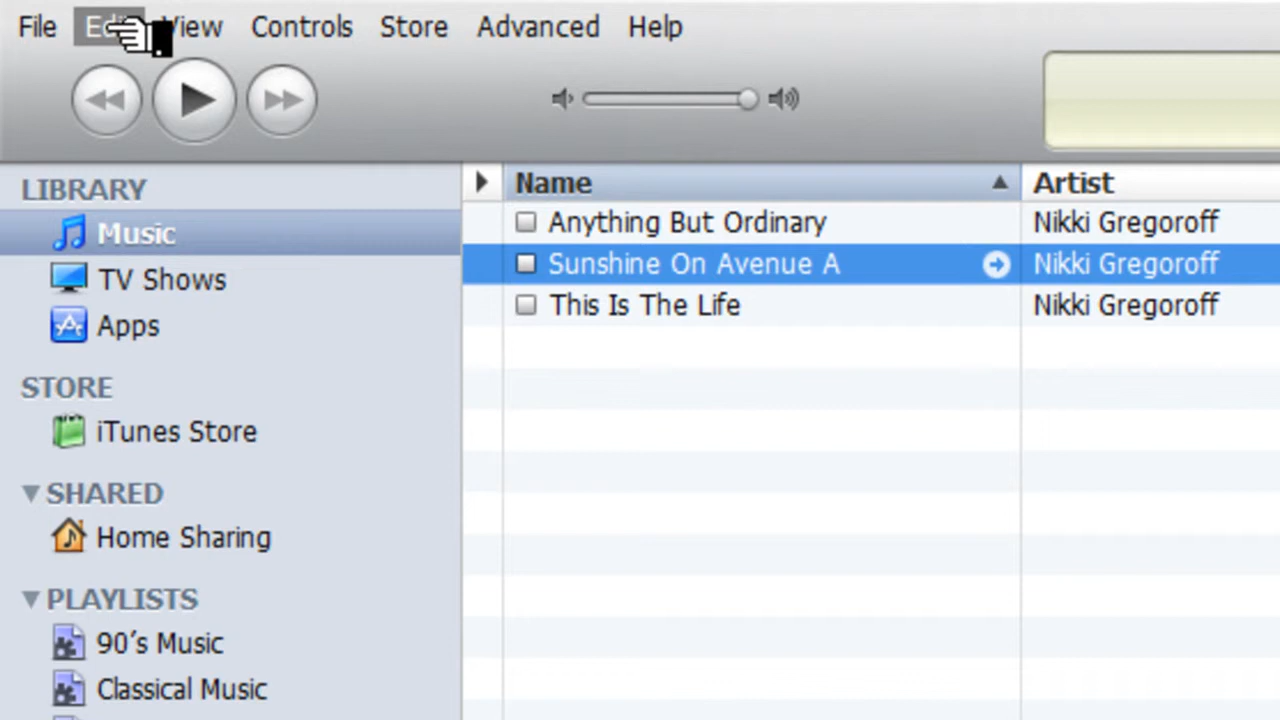 File Edit View Controls Store Advanced Help
LIBRARY
Music
TV Shows
Apps
STORE
iTunes Store
SHARED
Home Sharing
PLAYLISTS
90's Music
Classical Music
Name Artist
Anything But Ordinary Nikki Gregoroff
Sunshine On Avenue A Nikki Gregoroff
This Is The Life Nikki Gregoroff